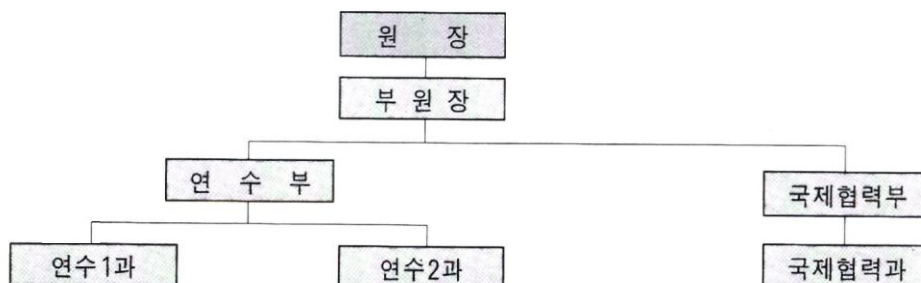 원 장
부 원 장
연 수 부
국제협력부
연수1과
연수2과
국제협력과